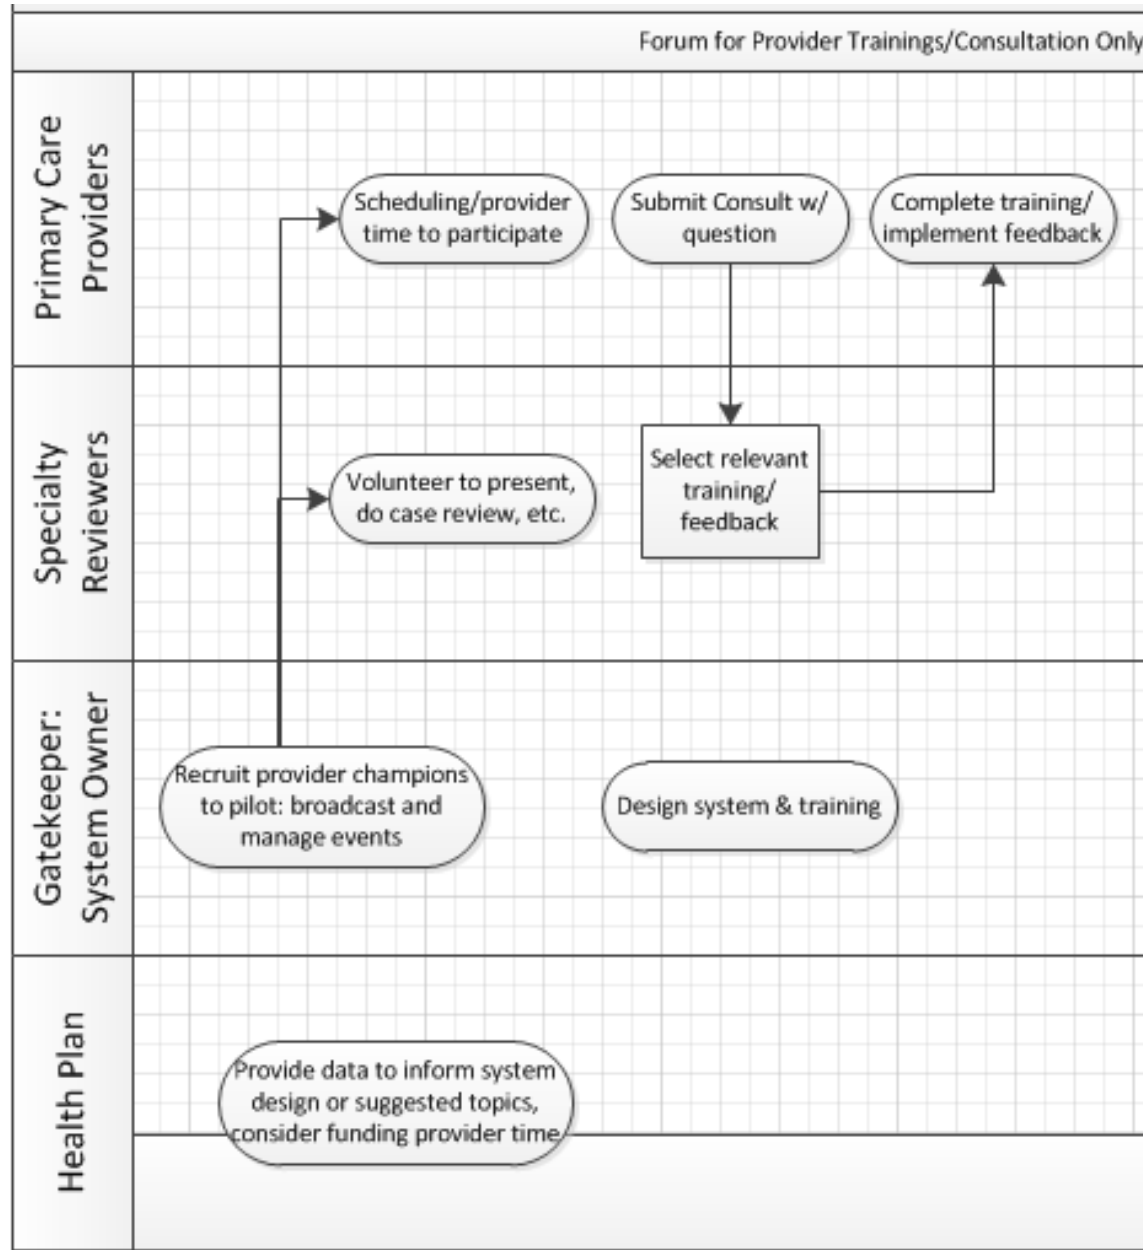 Forum for Provider Trainings/Consultation Only
Primary Care
Providers
Scheduling/provider
time to participate
Submit Consult w/
question
Complete training/
implement feedback
Specialty
Reviewers
Volunteer to present,
do case review, etc.
Select relevant
training/
feedback
Gatekeeper:
System Owner
Recruit provider champions
to pilot: broadcast and
manage events
Design system & training
Health Plan
Provide data to inform system
design or suggested topics,
consider funding provider time